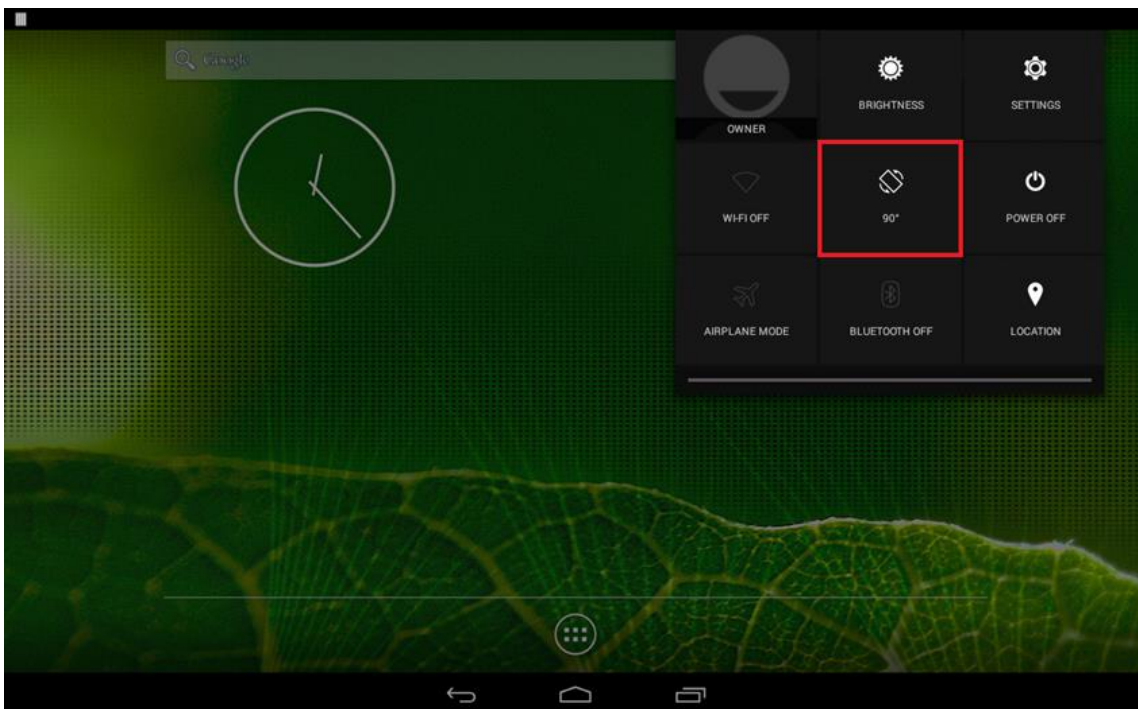 Google
BRIGHTNESS
SETTINGS
OWNER
WI-FI OFF
90°
POWER OFF
AIRPLANE MODE
BLUETOOTH OFF
LOCATION